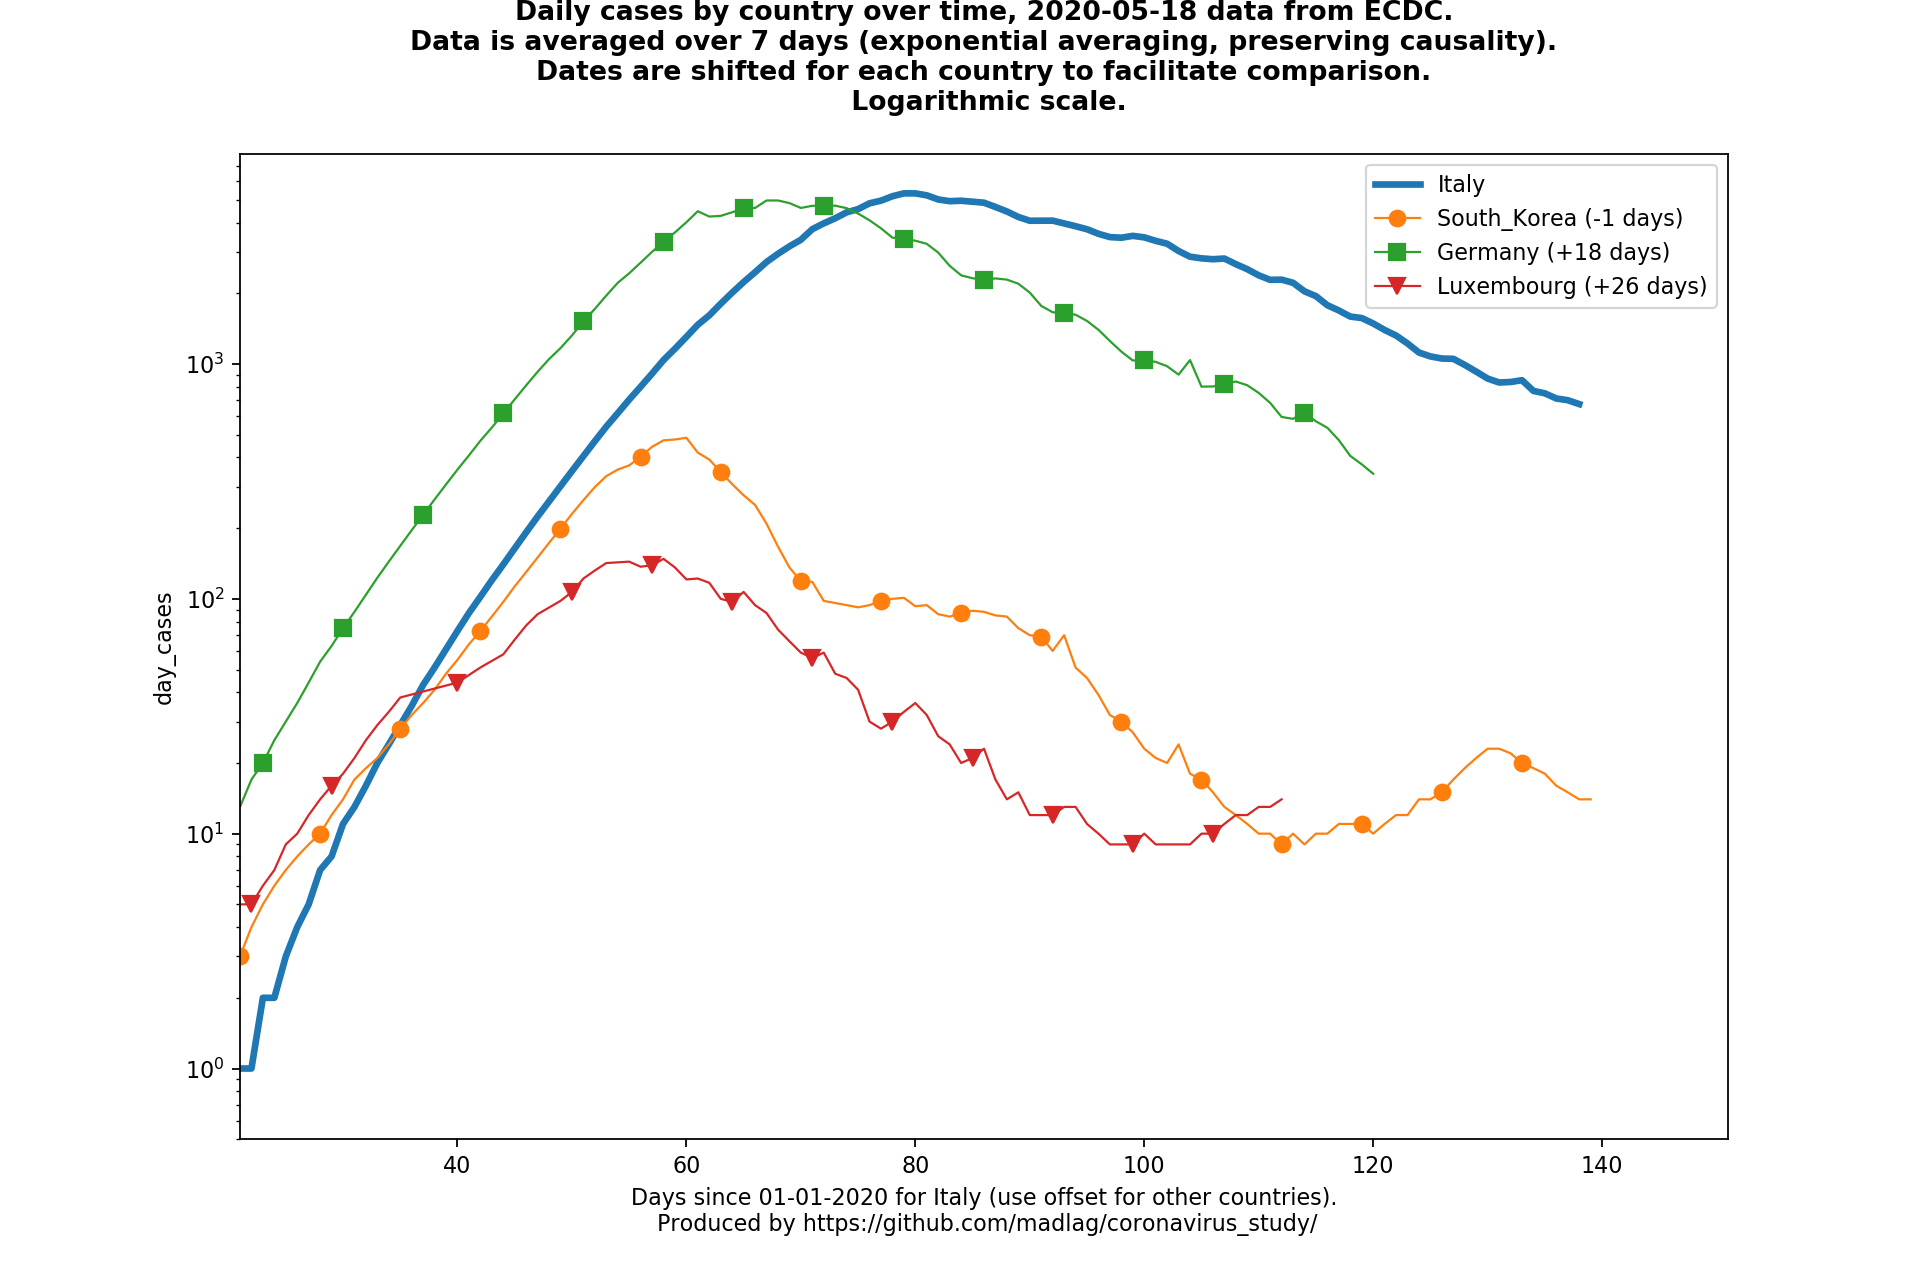 Daily cases by country over time, 2020-05-18 data from ECDC.
Data is averaged over 7 days (exponential averaging, preserving causality).
Dates are shifted for each country to facilitate comparison.
Logarithmic scale.
Italy
South_Korea (-1 days)
Germany (+18 days)
Luxembourg (+26 days)
day_cases
10³
10²
10¹
10⁰
40 60 80 100 120 140
Days since 01-01-2020 for Italy (use offset for other countries).
Produced by https://github.com/madlag/coronavirus_study/